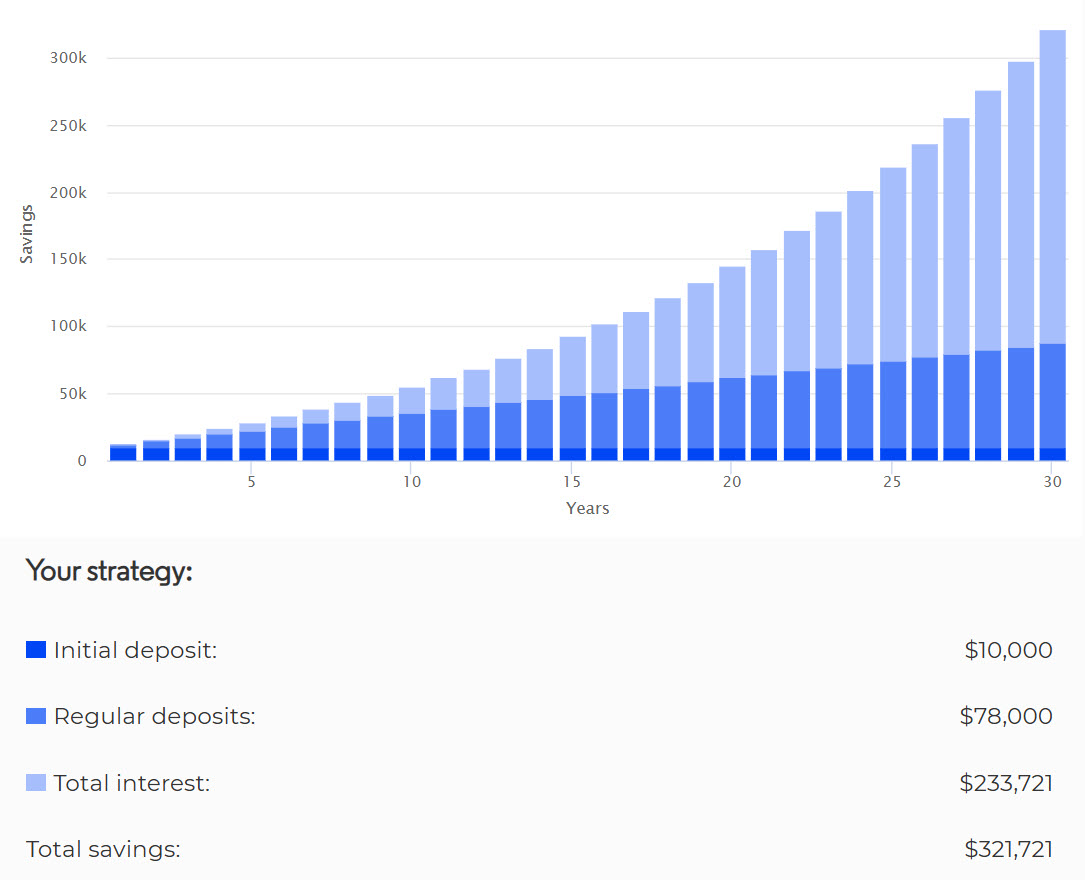 300k
250k
200k
150k
100k
50k
0
Savings
5 10 15 20 25 30
Years
Your strategy:
Initial deposit: $10,000
Regular deposits: $78,000
Total interest: $233,721
Total savings: $321,721